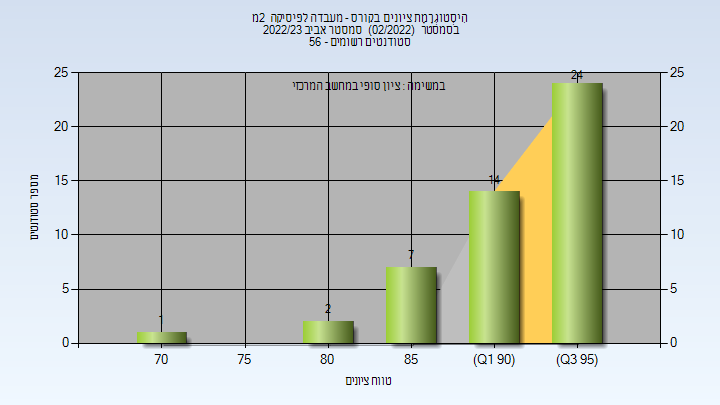 הִיסְטוֹגְרָמַת ציונים בקורס - מעבדה לפיסיקה 2מ
בסמסטר (02/2022) סמסטר אביב 2022/23
סטודנטים רשומים - 56
במשימה : ציון סופי במחשב המרכזי
מספר סטודנטים
25
20
15
10
5
0
25
20
15
10
5
0
1
2
7
14
24
70
75
80
85
(Q1 90)
(Q3 95)
טווח ציונים